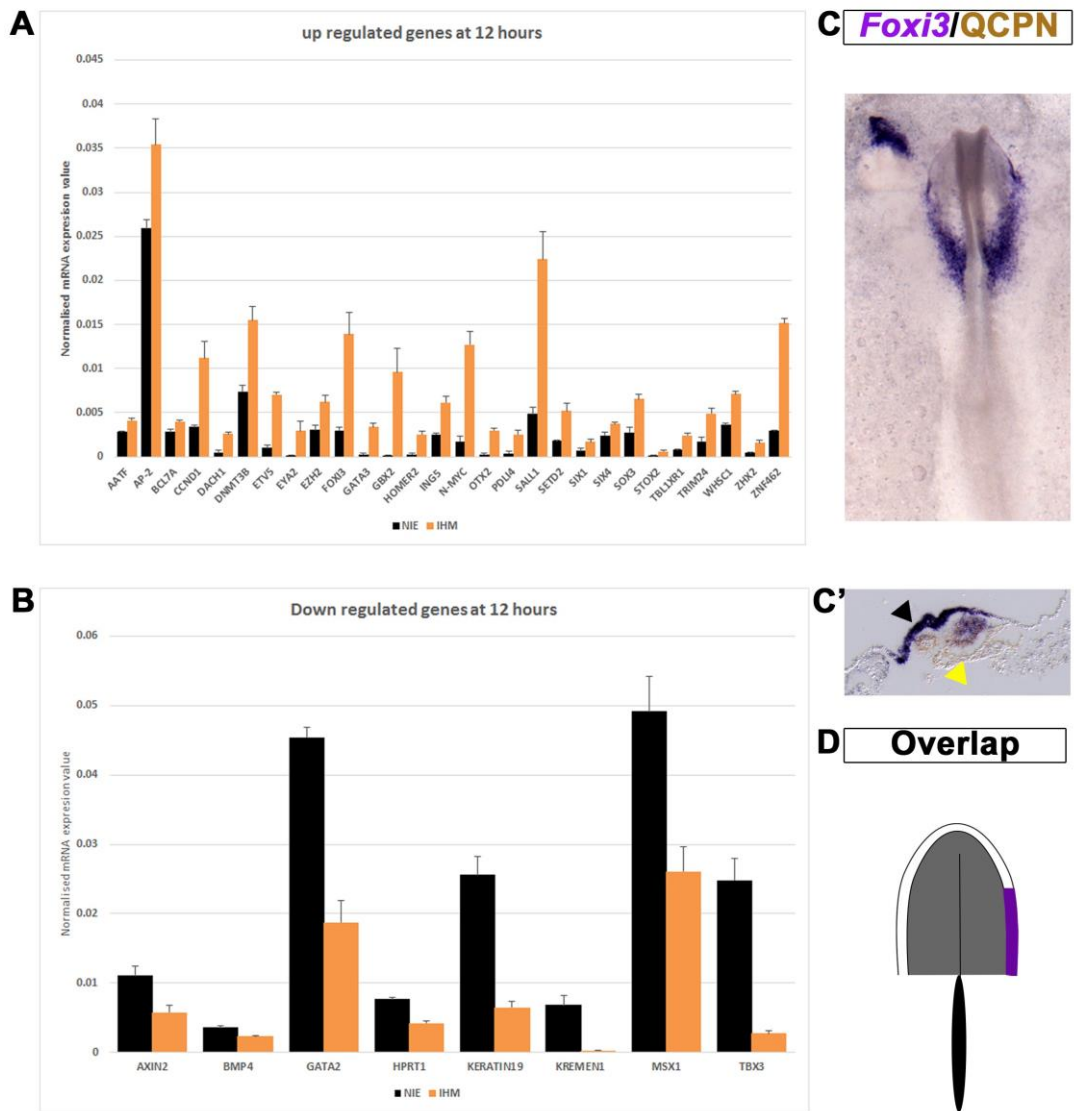 A
up regulated genes at 12 hours
Normalised mRNA expresision value
0.045
0.04
0.035
0.03
0.025
0.02
0.015
0.01
0.005
0
AATF
AP-2
BCL7A
CCND1
DACH1
DNMT3B
ETV5
EYA2
EZH2
FOXI3
GATA3
GBX2
HOMER2
ING5
N-MYC
OTX2
PDLI4
SALL1
SETD2
SIX1
SIX4
SOX3
STOX2
TBL1XR1
TRIM24
WHSC1
ZHX2
ZNF462
NIE IHM
B
Down regulated genes at 12 hours
Normalised mRNA expresision value
0.06
0.05
0.04
0.03
0.02
0.01
0
AXIN2 BMP4 GATA2 HPRT1 KERATIN19 KREMEN1 MSX1 TBX3
NIE IHM
C
Foxi3/QCPN
C'
D
Overlap